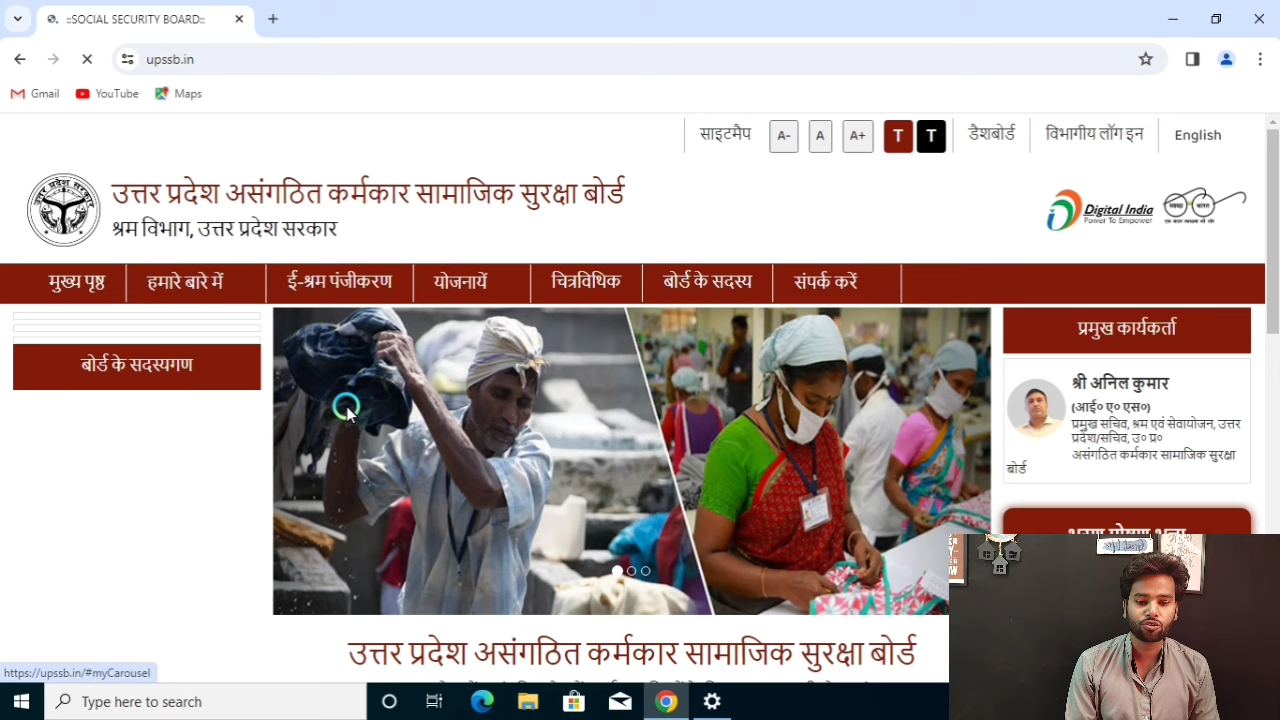 ::SOCIAL SECURITY BOARD::
upssb.in
Gmail YouTube Maps
साइटमैप A- A A+ T T डैशबोर्ड विभागीय लॉग इन English
उत्तर प्रदेश असंगठित कर्मकार सामाजिक सुरक्षा बोर्ड
श्रम विभाग, उत्तर प्रदेश सरकार
Digital India
Power To Empower
मुख्य पृष्ठ हमारे बारे में ई-श्रम पंजीकरण योजनायें चित्रविथिक बोर्ड के सदस्य संपर्क करें
बोर्ड के सदस्यगण
प्रमुख कार्यकर्ता
श्री अनिल कुमार
(आई० ए० एस०)
प्रमुख सचिव, श्रम एवं सेवायोजन, उत्तर
प्रदेश/सचिव, उ० प्र०
असंगठित कर्मकार सामाजिक सुरक्षा
बोर्ड
उत्तर प्रदेश असंगठित कर्मकार सामाजिक सुरक्षा बोर्ड
https://upssb.in/#myCarousel
Type here to search